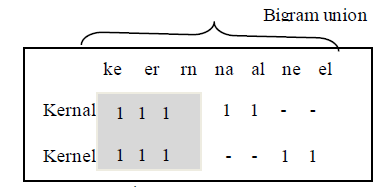 Bigram union
ke er rn na al ne el
Kernal 1 1 1 1 1 - -
Kernel 1 1 1 - - 1 1